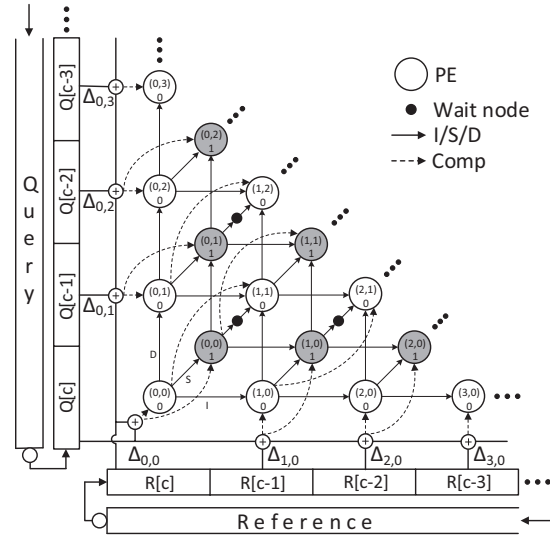 Query
Q[c-3]
Q[c-2]
Q[c-1]
Q[c]
Δ0,3
Δ0,2
Δ0,1
Δ0,0
Δ1,0
Δ2,0
Δ3,0
(0,3)
0
(0,2)
1
(0,2)
0
(1,2)
0
(0,1)
1
(1,1)
1
(0,1)
0
(1,1)
0
(2,1)
0
(0,0)
1
(1,0)
1
(2,0)
1
(0,0)
0
(1,0)
0
(2,0)
0
(3,0)
0
D
S
I
PE
Wait node
I/S/D
Comp
R[c]
R[c-1]
R[c-2]
R[c-3]
Reference